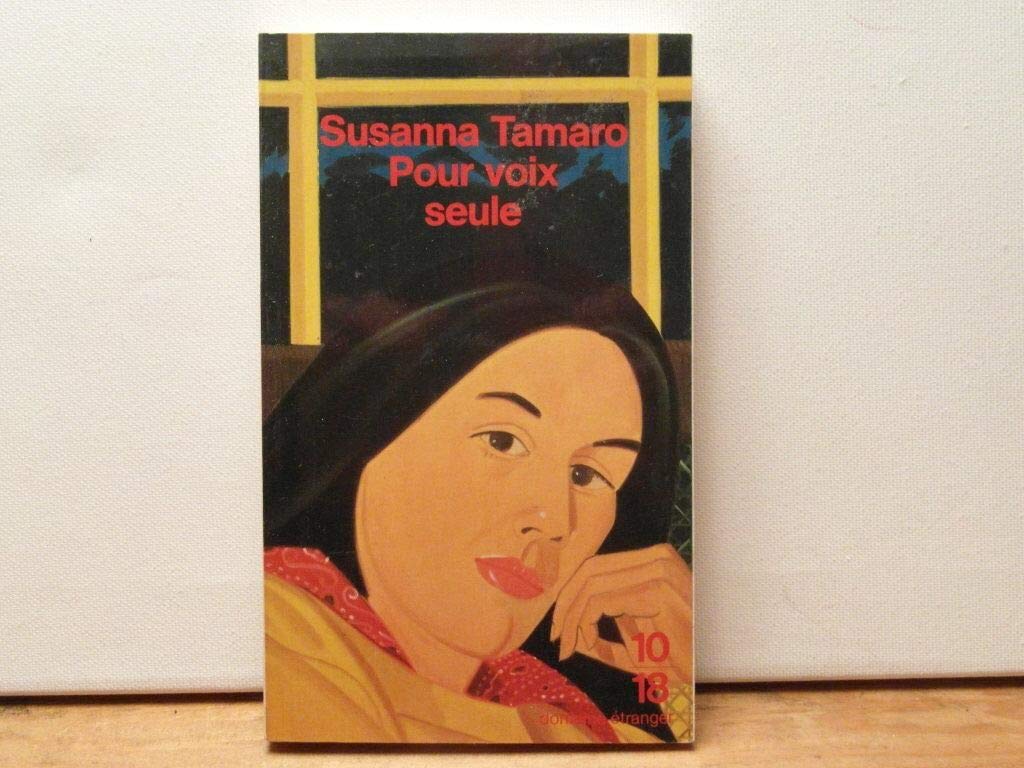 Susanna Tamaro
Pour voix
seule
10
18
domaine étranger